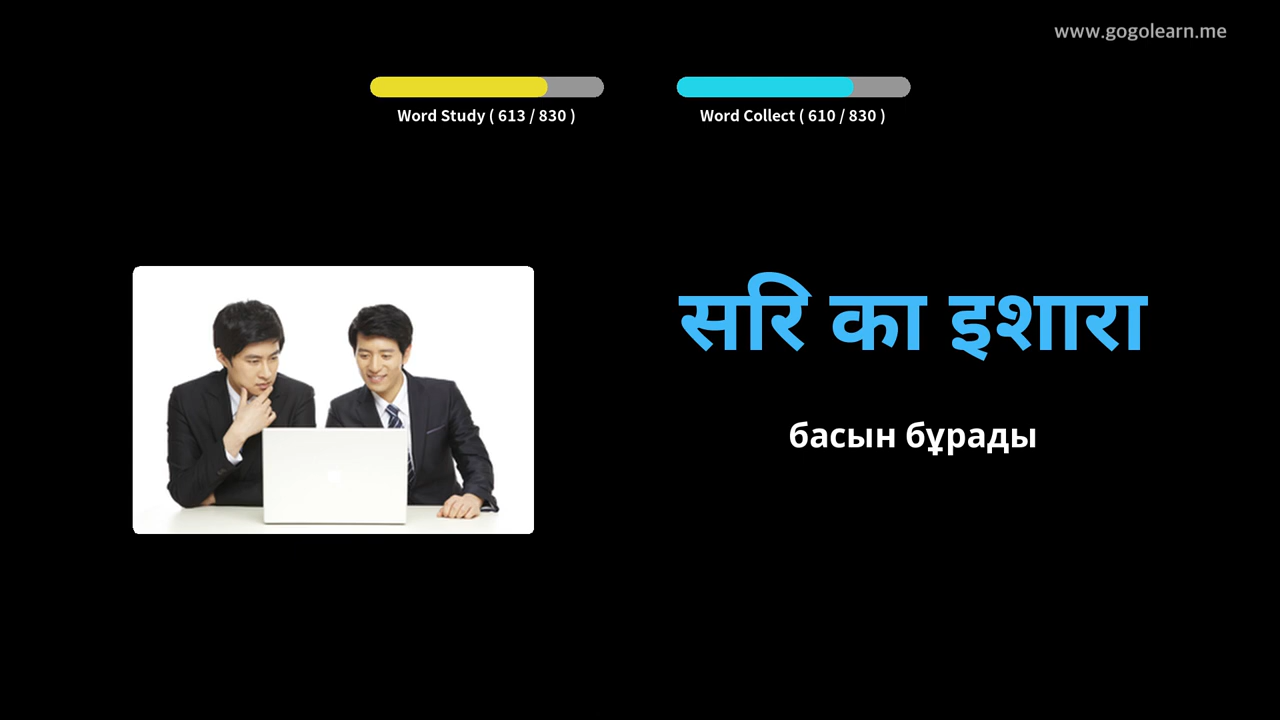 www.gogolearn.me
Word Study ( 613 / 830 )
Word Collect ( 610 / 830 )
सरि का इशारा
басын бұрады